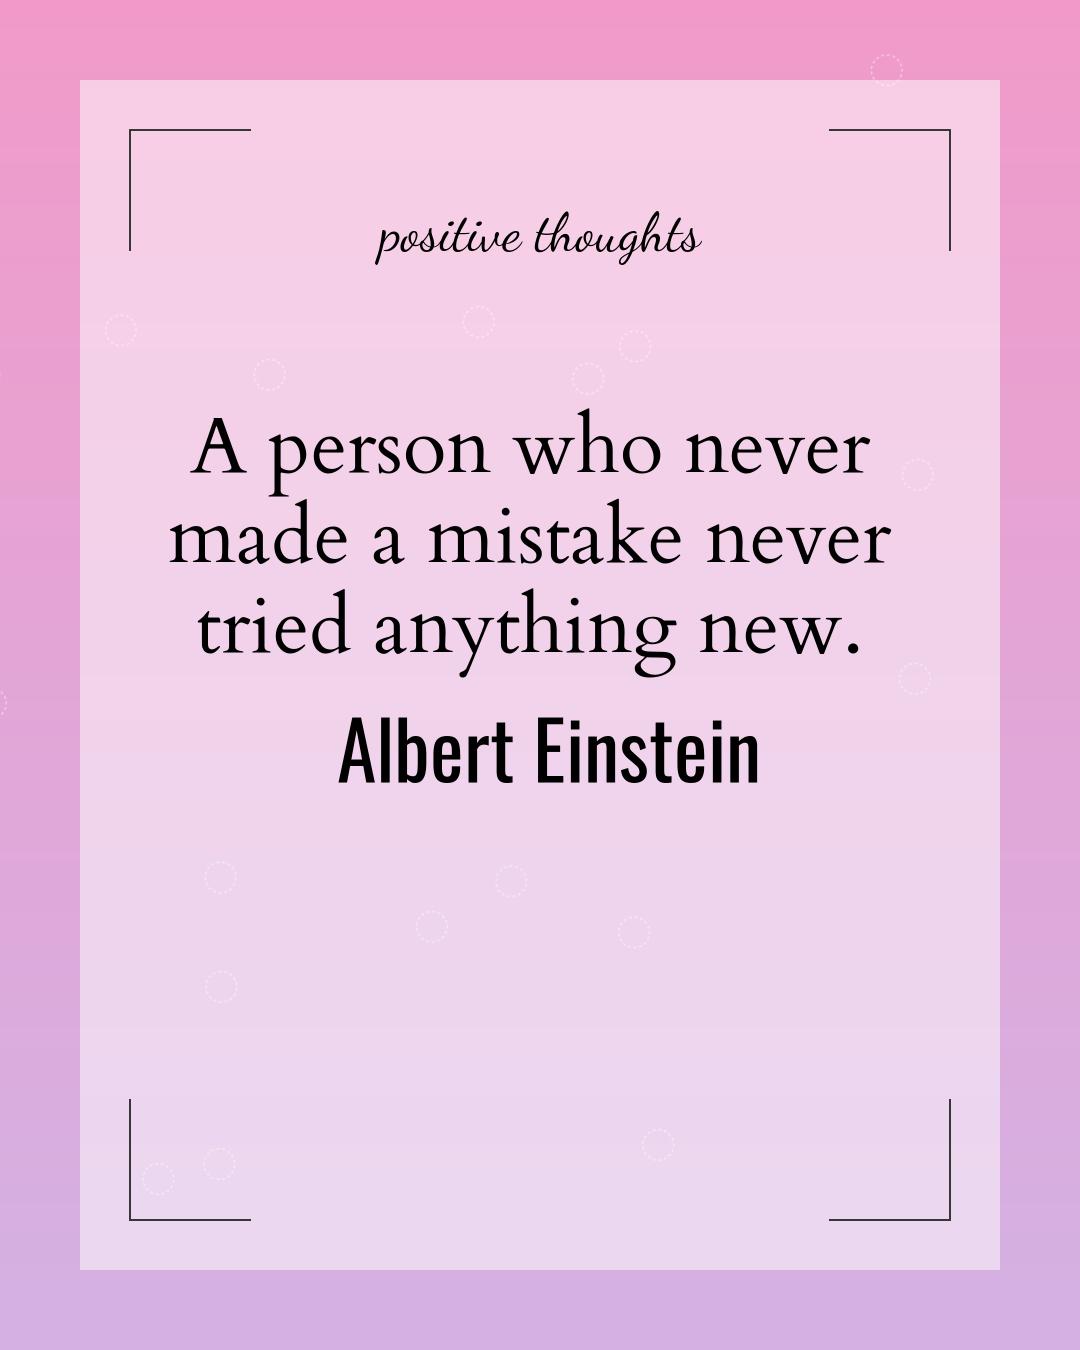 positive thoughts
A person who never
made a mistake never
tried anything new.
Albert Einstein